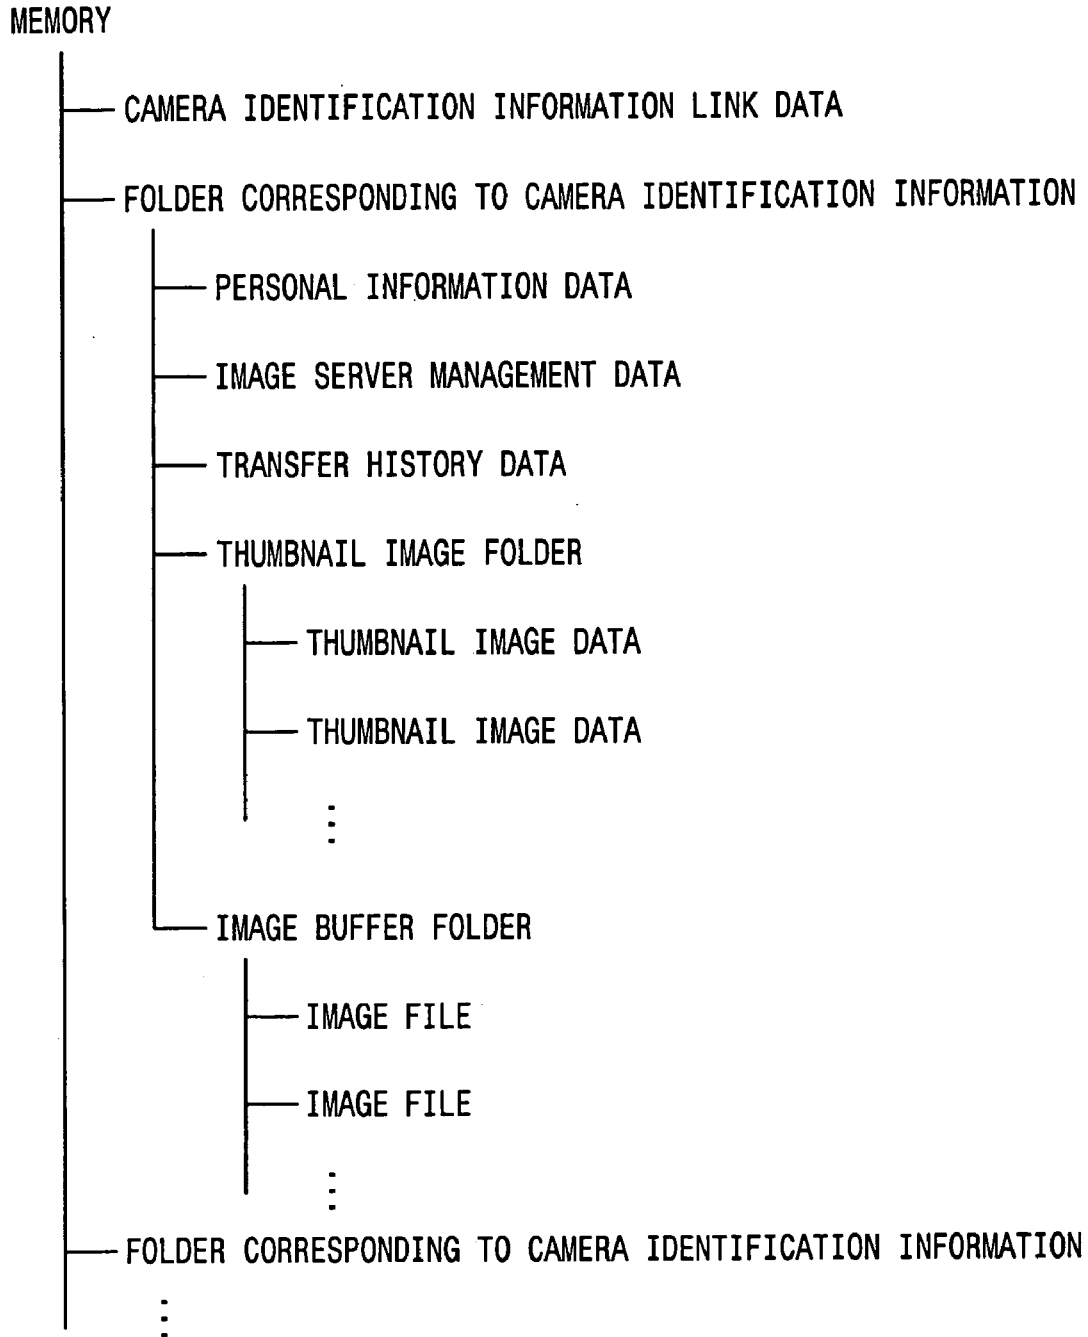 MEMORY
CAMERA IDENTIFICATION INFORMATION LINK DATA
FOLDER CORRESPONDING TO CAMERA IDENTIFICATION INFORMATION
PERSONAL INFORMATION DATA
IMAGE SERVER MANAGEMENT DATA
TRANSFER HISTORY DATA
THUMBNAIL IMAGE FOLDER
THUMBNAIL IMAGE DATA
THUMBNAIL IMAGE DATA
IMAGE BUFFER FOLDER
IMAGE FILE
IMAGE FILE
FOLDER CORRESPONDING TO CAMERA IDENTIFICATION INFORMATION